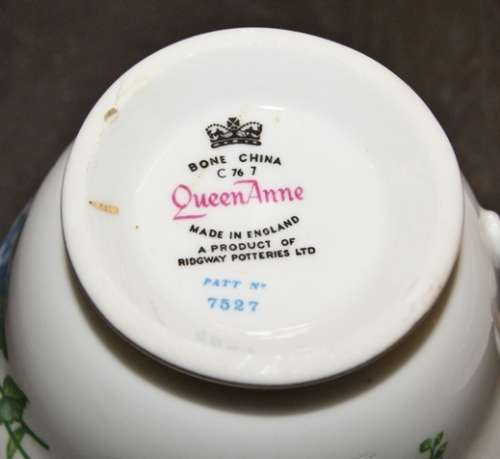 BONE CHINA
C 76 7
Queen Anne
MADE IN ENGLAND
A PRODUCT OF
RIDGWAY POTTERIES LTD
PATT No
7527